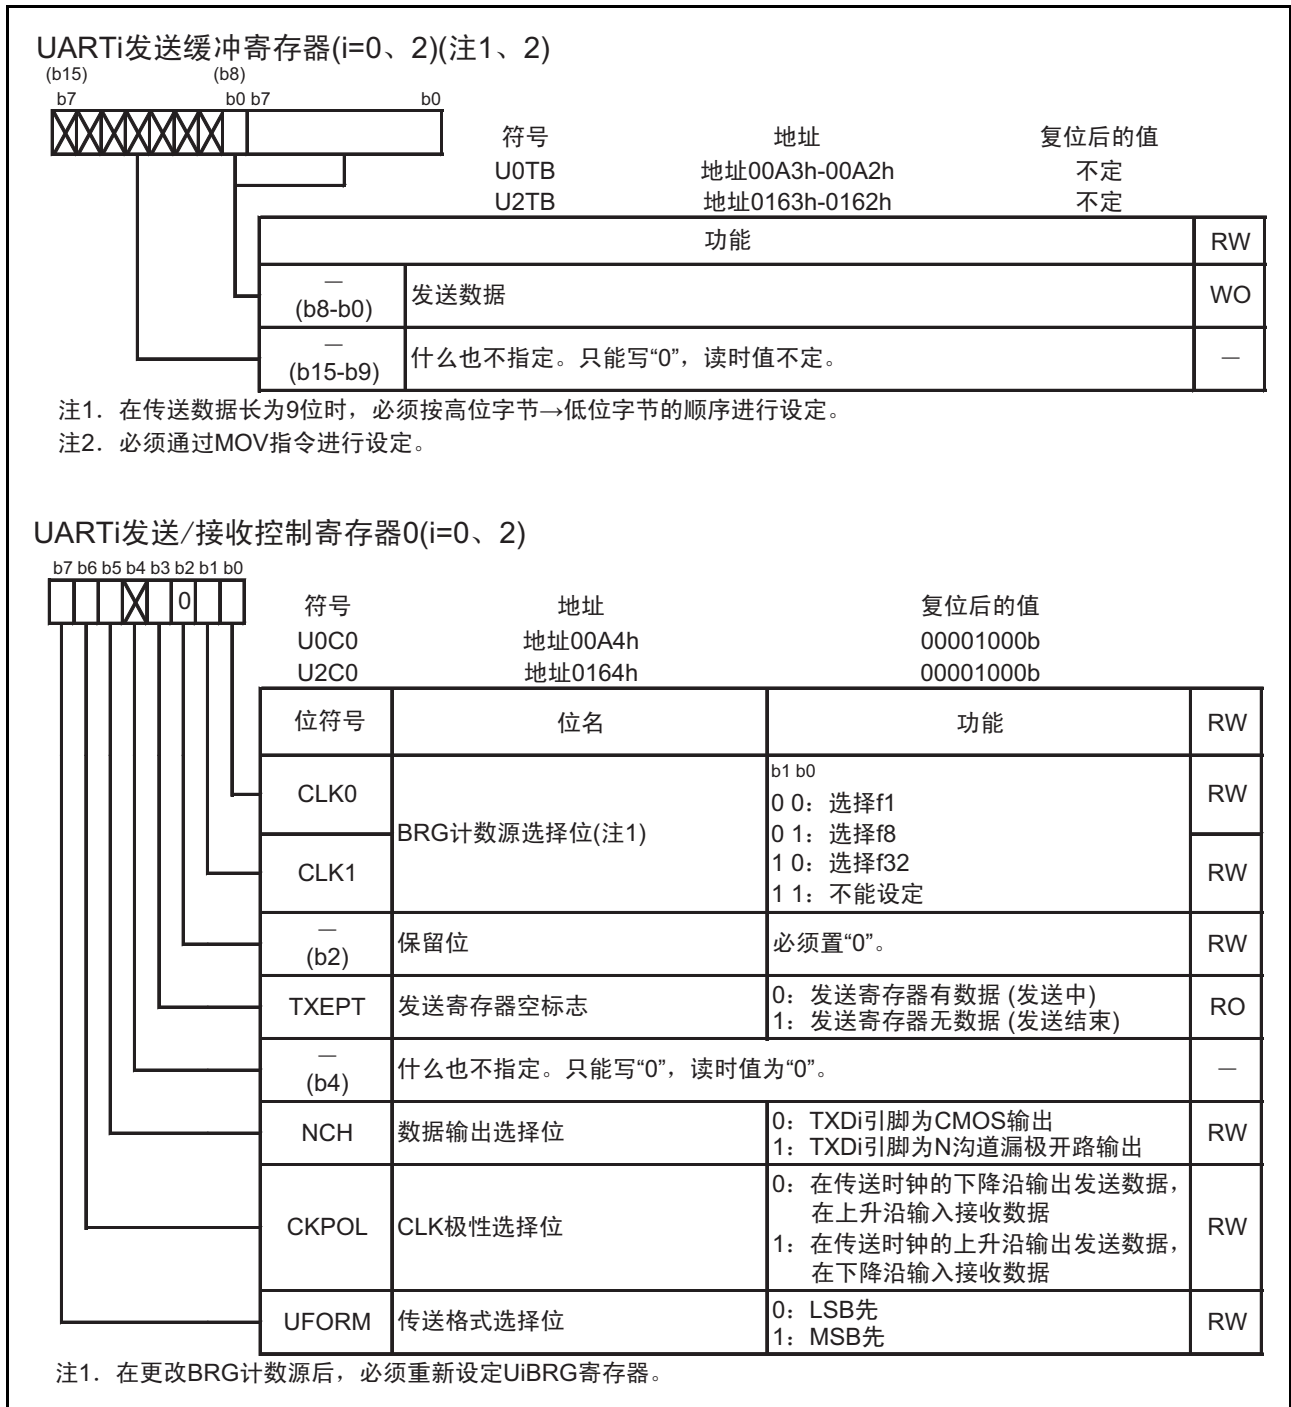 UARTi发送缓冲寄存器(i=0、2)(注1、2)
(b15) (b8)
b7 b0 b7 b0
符号 地址 复位后的值
U0TB 地址00A3h-00A2h 不定
U2TB 地址0163h-0162h 不定
功能 RW
—
(b8-b0) 发送数据 WO
—
(b15-b9) 什么也不指定。只能写“0”，读时值不定。 —
注1. 在传送数据长为9位时，必须按高位字节→低位字节的顺序进行设定。
注2. 必须通过MOV指令进行设定。
UARTi发送/接收控制寄存器0(i=0、2)
b7 b6 b5 b4 b3 b2 b1 b0
0
符号 地址 复位后的值
U0C0 地址00A4h 00001000b
U2C0 地址0164h 00001000b
位符号 位名 功能 RW
CLK0 RW
CLK1 RW
BRG计数源选择位(注1)
b1 b0
0 0：选择f1
0 1：选择f8
1 0：选择f32
1 1：不能设定
—
(b2) 保留位 必须置“0”。 RW
TXEPT 发送寄存器空标志 0：发送寄存器有数据 (发送中) RO
1：发送寄存器无数据 (发送结束)
—
(b4) 什么也不指定。只能写“0”，读时值为“0”。 —
NCH 数据输出选择位 0：TXDi引脚为CMOS输出 RW
1：TXDi引脚为N沟道漏极开路输出
CKPOL CLK极性选择位 0：在传送时钟的下降沿输出发送数据， RW
在上升沿输入接收数据
1：在传送时钟的上升沿输出发送数据，
在下降沿输入接收数据
UFORM 传送格式选择位 0：LSB先 RW
1：MSB先
注1. 在更改BRG计数源后，必须重新设定UiBRG寄存器。